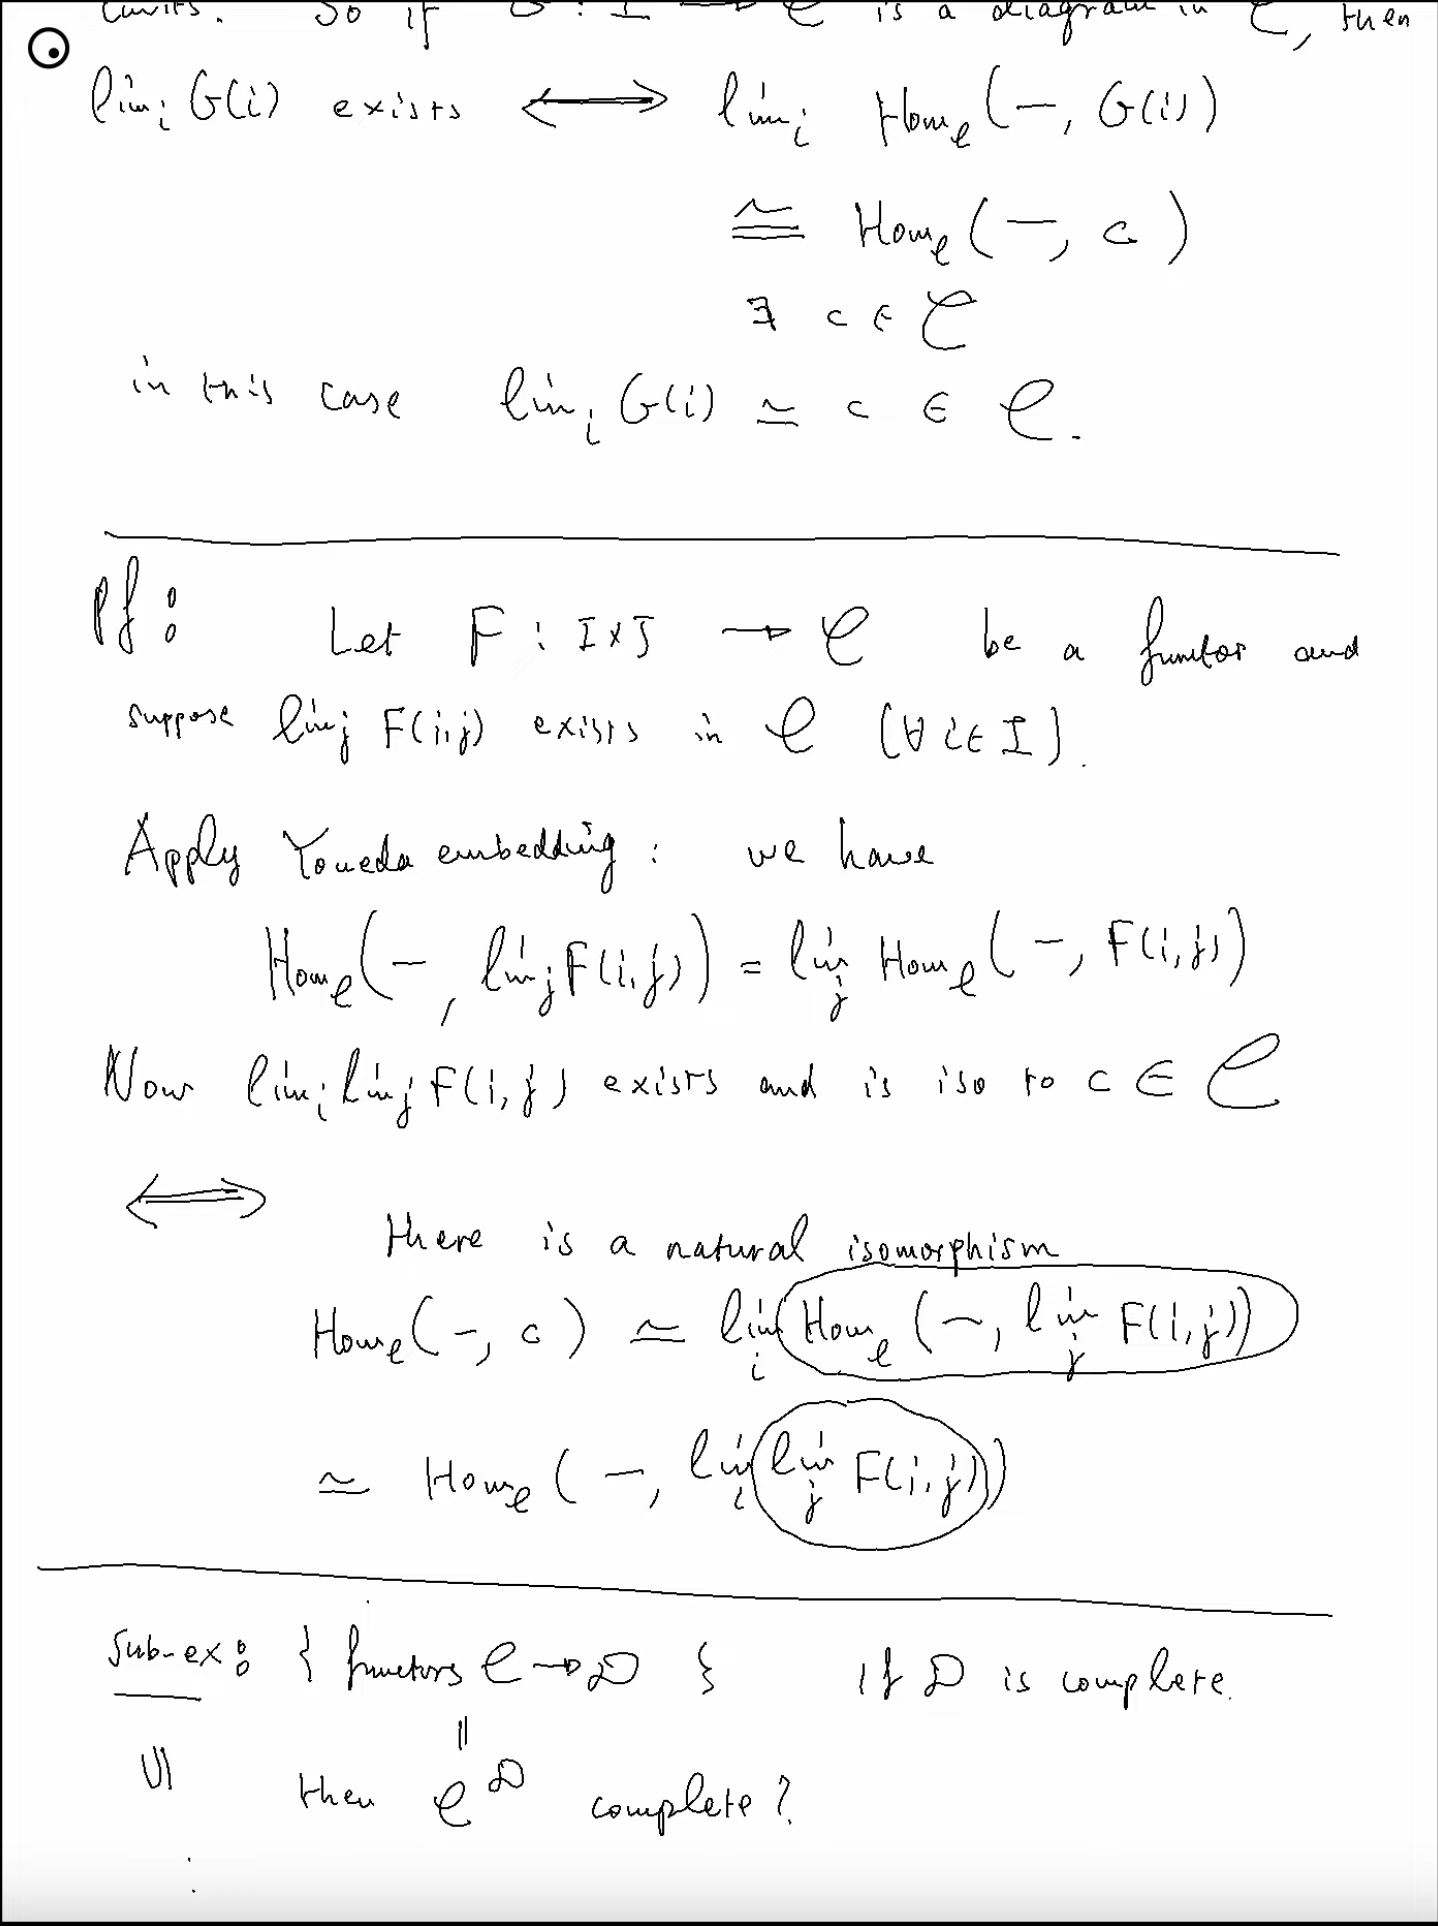 limits. So if G : I → C is a diagram in C, then
lim_i G(i) exists ⟺ lim_i Hom_C(−, G(i))
≅ Hom_C(−, c)
∃ c ∈ C
in this case lim_i G(i) ≃ c ∈ C.
Pf: Let F : I×J → C be a functor and
suppose lim_j F(i,j) exists in C (∀ i ∈ I).
Apply Yoneda embedding: we have
Hom_C(−, lim_j F(i,j)) = lim_j Hom_C(−, F(i,j))
Now lim_i lim_j F(i,j) exists and is iso to c ∈ C
⟺
there is a natural isomorphism
Hom_C(−, c) ≃ lim_i Hom_C(−, lim_j F(i,j))
≃ Hom_C(−, lim_i lim_j F(i,j))
Sub-ex: { functors C → D } if D is complete.
||
then C^D complete?